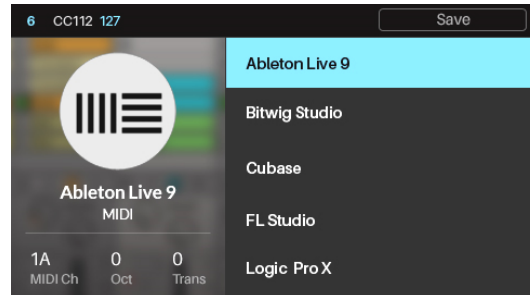 6 CC112 127 Save
Ableton Live 9
MIDI
1A 0 0
MIDI Ch Oct Trans
Ableton Live 9
Bitwig Studio
Cubase
FL Studio
Logic Pro X